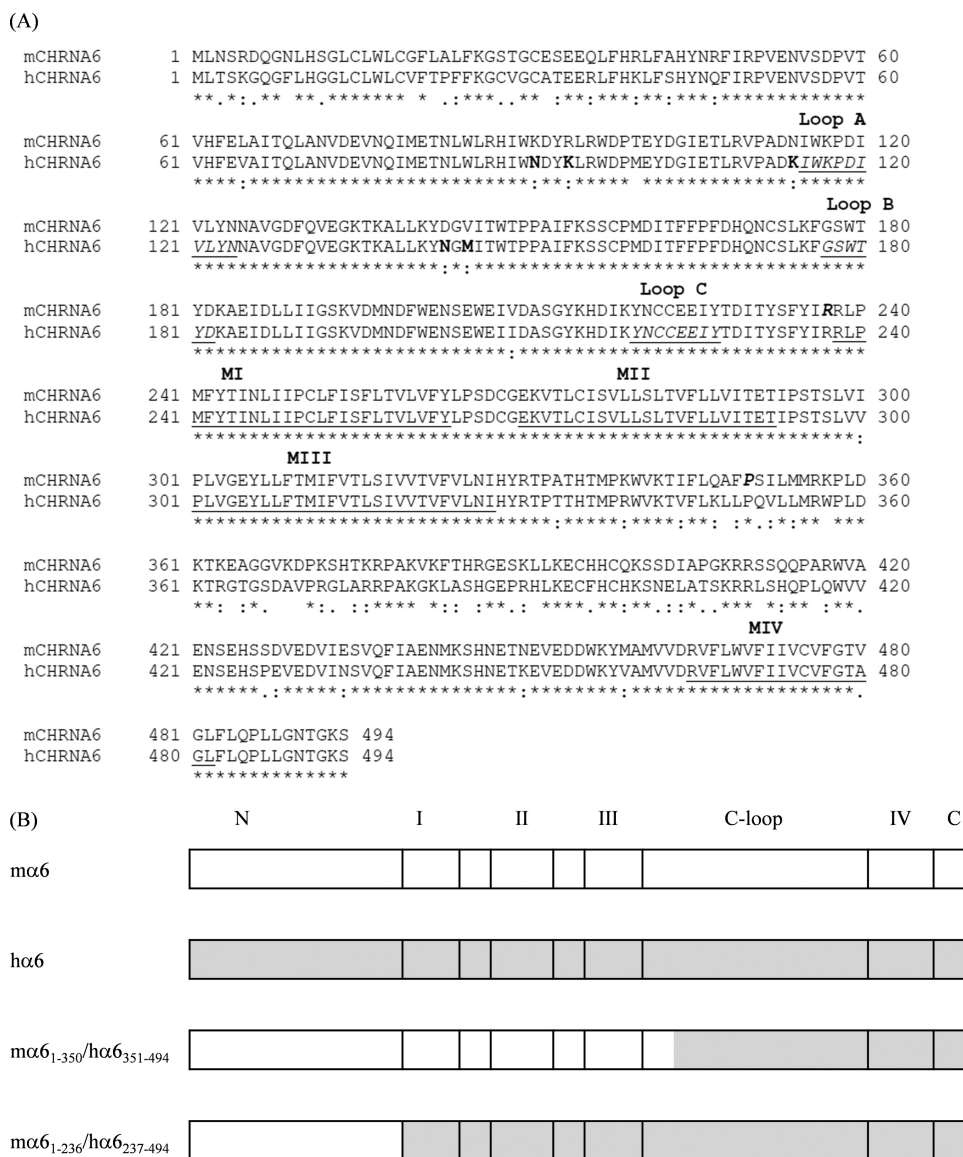 (A)
mCHRNA6 1 MLNSRDQGNLHSGLCLWLCGFLALFKGSTGCESEEQLFHRLFAHYNRFIRPVENVSDPVT 60
hCHRNA6 1 MLTSKGQGFLHGGLCLWLCVFTPFFKGCVGCATEERLFHKLFSHYNQFIRPVENVSDPVT 60
**.*:.** **.******* * .:***..** :**:***:**:***:*************
Loop A
mCHRNA6 61 VHFELAITQLANVDEVNQIMETNLWLRHIWKDYRLRWDPTEYDGIETLRVPADNIWKPDI 120
hCHRNA6 61 VHFEVAITQLANVDEVNQIMETNLWLRHIWNDYKLRWDPMEYDGIETLRVPADKIWKPDI 120
****:*************************:**:***** *************:******
Loop B
mCHRNA6 121 VLYNNAVGDFQVEGKTKALLKYDGVITWTPPAIFKSSCPMDITFFPFDHQNCSLKFGSWT 180
hCHRNA6 121 VLYNNAVGDFQVEGKTKALLKYNGMITWTPPAIFKSSCPMDITFFPFDHQNCSLKFGSWT 180
**********************:*:***********************************
Loop C
mCHRNA6 181 YDKAEIDLLIIGSKVDMNDFWENSEWEIVDASGYKHDIKYNCCEEIYTDITYSFYIRRLP 240
hCHRNA6 181 YDKAEIDLLIIGSKVDMNDFWENSEWEIIDASGYKHDIKYNCCEEIYTDITYSFYIRRLP 240
****************************:*******************************
MI MII
mCHRNA6 241 MFYTINLIIPCLFISFLTVLVFYLPSDCGEKVTLCISVLLSLTVFLLVITETIPSTSLVI 300
hCHRNA6 241 MFYTINLIIPCLFISFLTVLVFYLPSDCGEKVTLCISVLLSLTVFLLVITETIPSTSLVV 300
***********************************************************:
MIII
mCHRNA6 301 PLVGEYLLFTMIFVTLSIVVTVFVLNIHYRTPATHTMPKWVKTIFLQAFPSILMMRKPLD 360
hCHRNA6 301 PLVGEYLLFTMIFVTLSIVVTVFVLNIHYRTPTTHTMPRWVKTVFLKLLPQVLLMRWPLD 360
********************************:*****:****:**: :*.:*:** ***
mCHRNA6 361 KTKEAGGVKDPKSHTKRPAKVKFTHRGESKLLKECHHCQKSSDIAPGKRRSSQQPARWVA 420
hCHRNA6 361 KTRGTGSDAVPRGLARRPAKGKLASHGEPRHLKECFHCHKSNELATSKRRLSHQPLQWVV 420
**: :*.   *:. ::**** *:: :**.: ****.**:**.::*..*** *:** :**.
MIV
mCHRNA6 421 ENSEHSSDVEDVIESVQFIAENMKSHNETNEVEDDWKYMAMVVDRVFLWVFIIVCVFGTV 480
hCHRNA6 421 ENSEHSPEVEDVINSVQFIAENMKSHNETKEVEDDWKYVAMVVDRVFLWVFIIVCVFGTA 480
******.:*****:***************:********:********************.
mCHRNA6 481 GLFLQPLLGNTGKS 494
hCHRNA6 480 GLFLQPLLGNTGKS 494
**************
(B) N I II III C-loop IV C
mα6
hα6
mα61-350/hα6351-494
mα61-236/hα6237-494